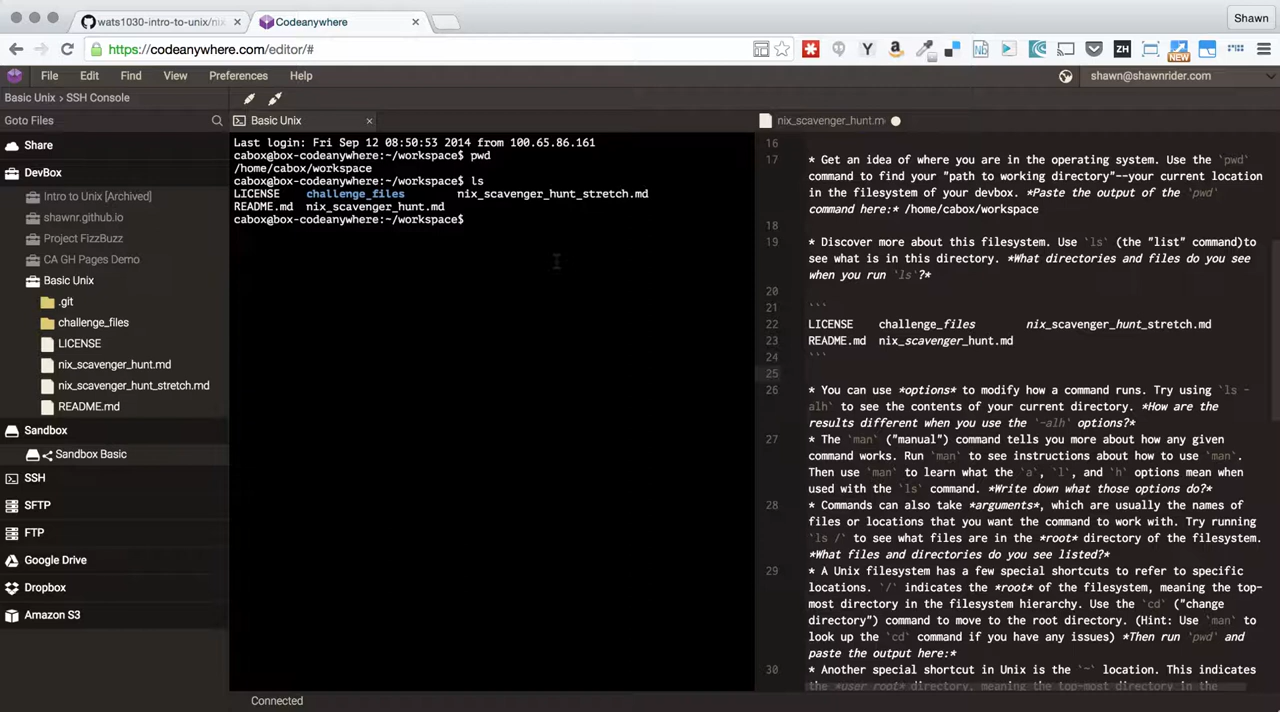 wats1030-intro-to-unix/nix
Codeanywhere
Shawn
https://codeanywhere.com/editor/#
Y
a
Nb
ZH
NEW
File Edit Find View Preferences Help
shawn@shawnrider.com
Basic Unix > SSH Console
Goto Files
Share
DevBox
Intro to Unix [Archived]
shawnr.github.io
Project FizzBuzz
CA GH Pages Demo
Basic Unix
.git
challenge_files
LICENSE
nix_scavenger_hunt.md
nix_scavenger_hunt_stretch.md
README.md
Sandbox
Sandbox Basic
SSH
SFTP
FTP
Google Drive
Dropbox
Amazon S3
Basic Unix
Last login: Fri Sep 12 08:50:53 2014 from 100.65.86.161
cabox@box-codeanywhere:~/workspace$ pwd
/home/cabox/workspace
cabox@box-codeanywhere:~/workspace$ ls
LICENSE challenge_files nix_scavenger_hunt_stretch.md
README.md nix_scavenger_hunt.md
cabox@box-codeanywhere:~/workspace$
Connected
nix_scavenger_hunt.m
16
17 * Get an idea of where you are in the operating system. Use the `pwd`
command to find your "path to working directory"--your current location
in the filesystem of your devbox. *Paste the output of the `pwd`
command here:* /home/cabox/workspace
18
19 * Discover more about this filesystem. Use `ls` (the "list" command)to
see what is in this directory. *What directories and files do you see
when you run `ls`?*
20
21 ```
22 LICENSE challenge_files nix_scavenger_hunt_stretch.md
23 README.md nix_scavenger_hunt.md
24 ```
25
26 * You can use *options* to modify how a command runs. Try using `ls -
alh` to see the contents of your current directory. *How are the
results different when you use the `-alh` options?*
27 * The `man` ("manual") command tells you more about how any given
command works. Run `man` to see instructions about how to use `man`.
Then use `man` to learn what the `a`, `l`, and `h` options mean when
used with the `ls` command. *Write down what those options do?*
28 * Commands can also take *arguments*, which are usually the names of
files or locations that you want the command to work with. Try running
`ls /` to see what files are in the *root* directory of the filesystem.
*What files and directories do you see listed?*
29 * A Unix filesystem has a few special shortcuts to refer to specific
locations. `/` indicates the *root* of the filesystem, meaning the top-
most directory in the filesystem hierarchy. Use the `cd` ("change
directory") command to move to the root directory. (Hint: Use `man` to
look up the `cd` command if you have any issues) *Then run `pwd` and
paste the output here:*
30 * Another special shortcut in Unix is the `~` location. This indicates
the *user root* directory, meaning the top-most directory in the